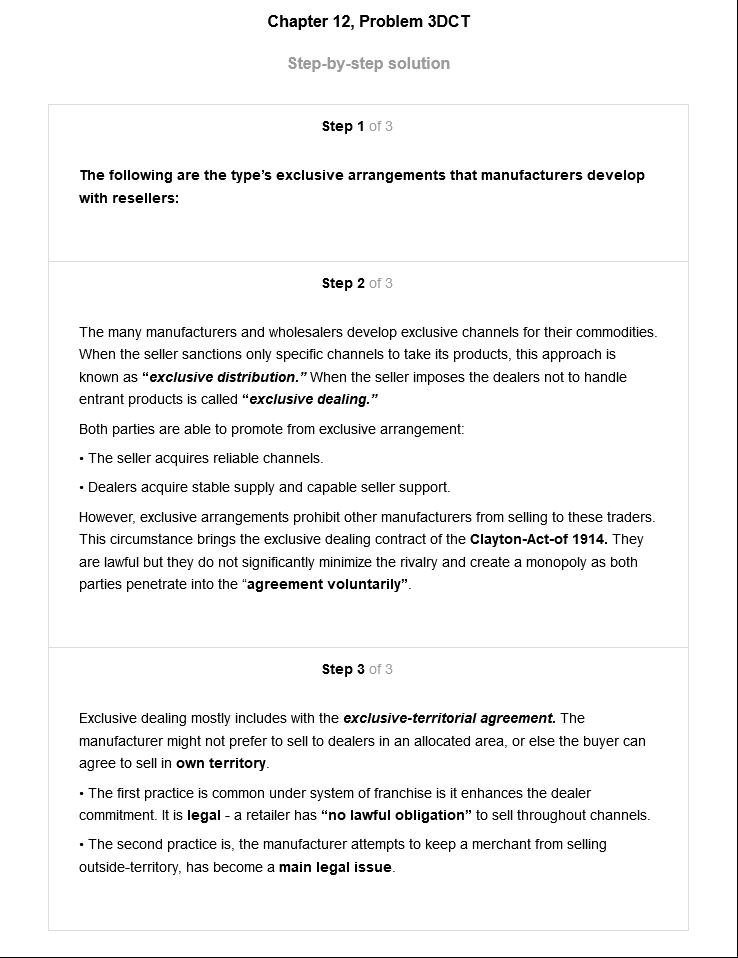 Chapter 12, Problem 3DCT
Step-by-step solution
Step 1 of 3
The following are the type’s exclusive arrangements that manufacturers develop
with resellers:
Step 2 of 3
The many manufacturers and wholesalers develop exclusive channels for their commodities.
When the seller sanctions only specific channels to take its products, this approach is
known as “exclusive distribution.” When the seller imposes the dealers not to handle
entrant products is called “exclusive dealing.”
Both parties are able to promote from exclusive arrangement:
• The seller acquires reliable channels.
• Dealers acquire stable supply and capable seller support.
However, exclusive arrangements prohibit other manufacturers from selling to these traders.
This circumstance brings the exclusive dealing contract of the Clayton-Act-of 1914. They
are lawful but they do not significantly minimize the rivalry and create a monopoly as both
parties penetrate into the “agreement voluntarily”.
Step 3 of 3
Exclusive dealing mostly includes with the exclusive-territorial agreement. The
manufacturer might not prefer to sell to dealers in an allocated area, or else the buyer can
agree to sell in own territory.
• The first practice is common under system of franchise is it enhances the dealer
commitment. It is legal - a retailer has “no lawful obligation” to sell throughout channels.
• The second practice is, the manufacturer attempts to keep a merchant from selling
outside-territory, has become a main legal issue.